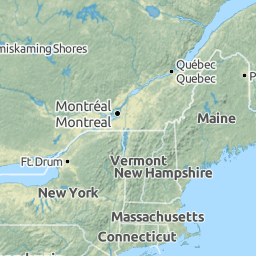 miskaming Shores
Québec
Quebec
P
Montréal
Montreal
Maine
Ft. Drum
Vermont
New Hampshire
New York
Massachusetts
Connecticut